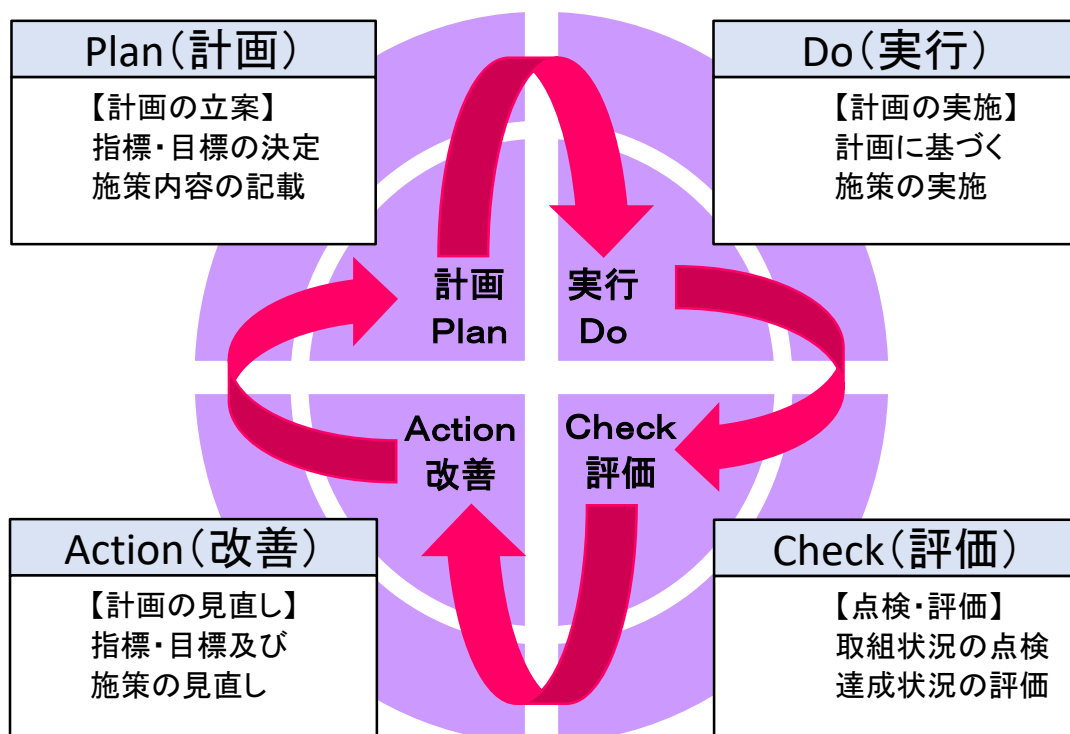 Plan（計画）
【計画の立案】
指標・目標の決定
施策内容の記載
Do（実行）
【計画の実施】
計画に基づく
施策の実施
計画
Plan
実行
Do
Action
改善
Check
評価
Action（改善）
【計画の見直し】
指標・目標及び
施策の見直し
Check（評価）
【点検・評価】
取組状況の点検
達成状況の評価